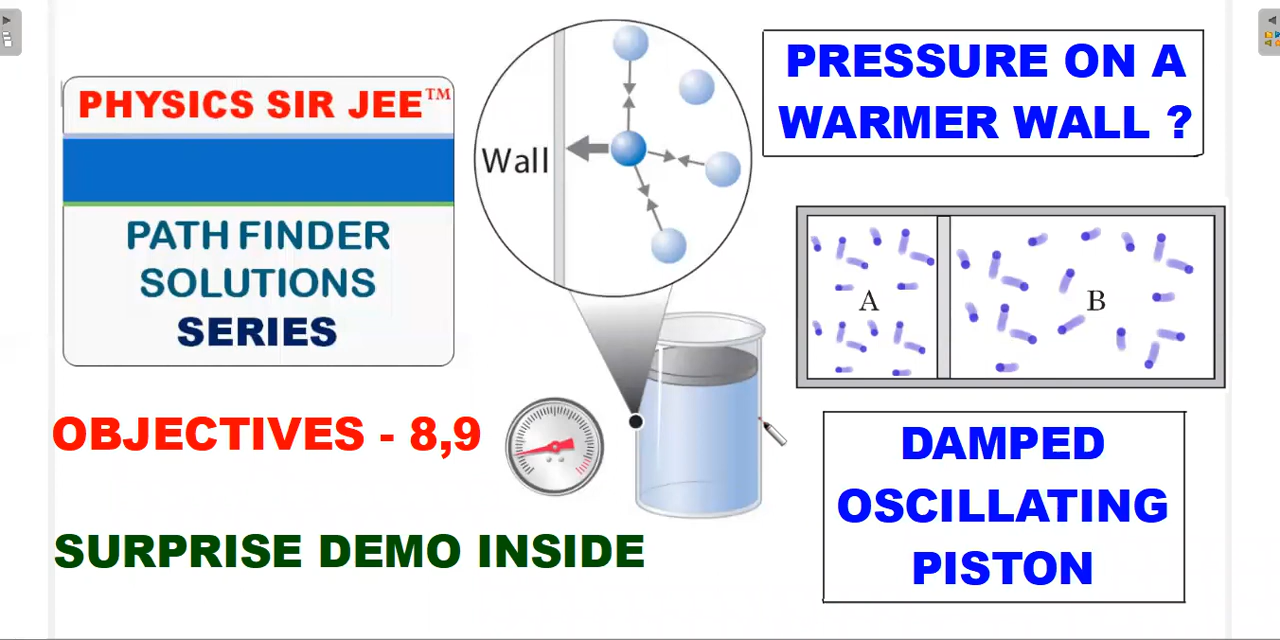 PHYSICS SIR JEE™
PATH FINDER
SOLUTIONS
SERIES
OBJECTIVES - 8,9
SURPRISE DEMO INSIDE
Wall
PRESSURE ON A
WARMER WALL ?
A
B
DAMPED
OSCILLATING
PISTON